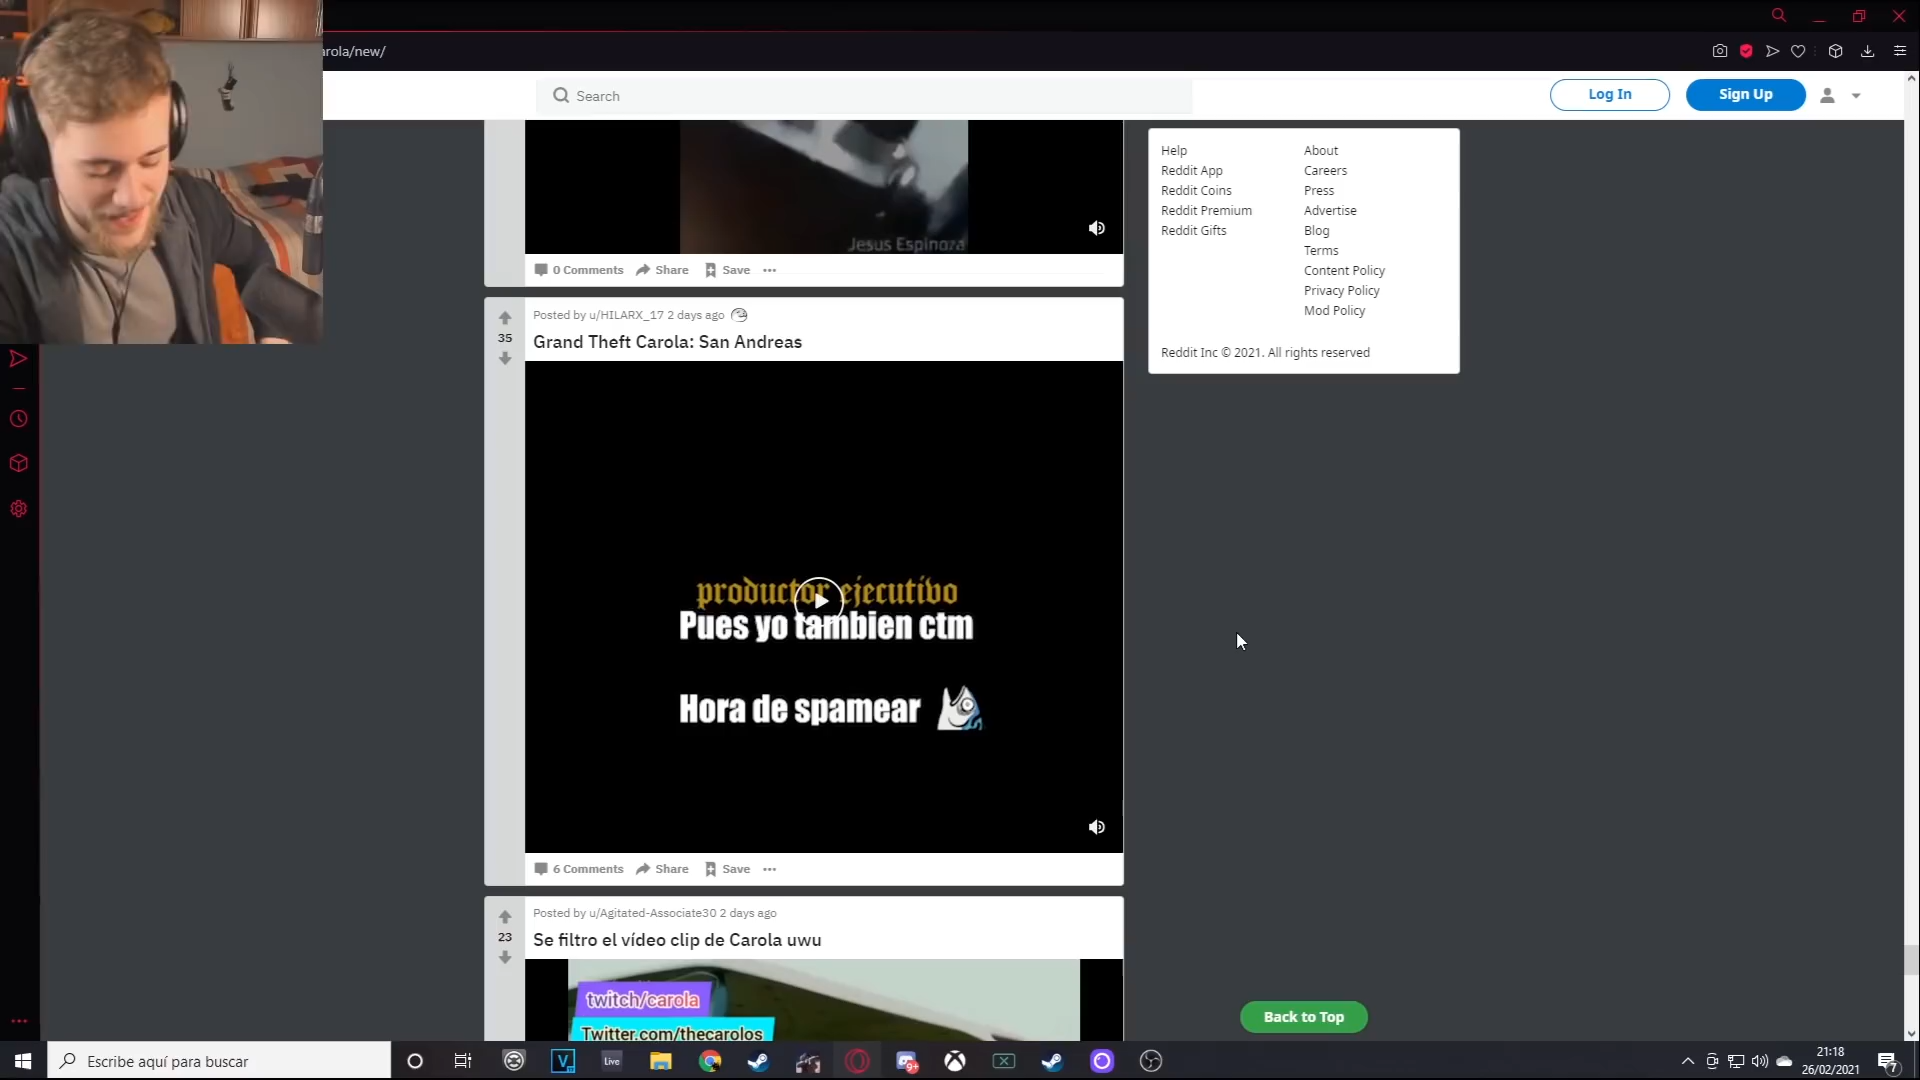 arola/new/
Search
Log In
Sign Up
Jesus Espinoza
0 Comments Share Save
Help
Reddit App
Reddit Coins
Reddit Premium
Reddit Gifts
About
Careers
Press
Advertise
Blog
Terms
Content Policy
Privacy Policy
Mod Policy
Reddit Inc © 2021. All rights reserved
Posted by u/HILARX_17 2 days ago
35
Grand Theft Carola: San Andreas
productor ejecutivo
Pues yo tambien ctm
Hora de spamear
6 Comments Share Save
Posted by u/Agitated-Associate30 2 days ago
23
Se filtro el vídeo clip de Carola uwu
twitch/carola
Twitter.com/thecarolos
Back to Top
Escribe aquí para buscar
V
Live
9+
21:18
26/02/2021
7